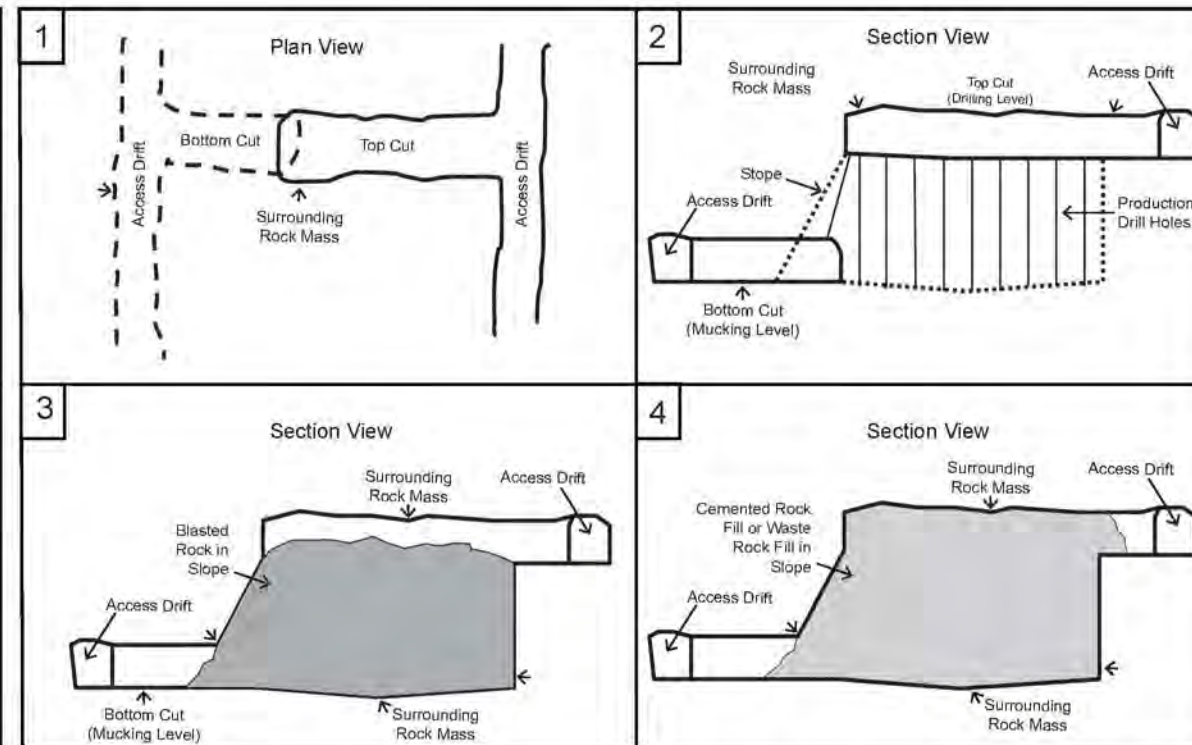 1
Plan View
Access Drift
Bottom Cut
Top Cut
Access Drift
Surrounding
Rock Mass
2
Section View
Surrounding
Rock Mass
Top Cut
(Drilling Level)
Access Drift
Stope
Access Drift
Production
Drill Holes
Bottom Cut
(Mucking Level)
3
Section View
Surrounding
Rock Mass
Access Drift
Blasted
Rock in
Slope
Access Drift
Bottom Cut
(Mucking Level)
Surrounding
Rock Mass
4
Section View
Surrounding
Rock Mass
Access Drift
Cemented Rock
Fill or Waste
Rock Fill in
Slope
Access Drift
Surrounding
Rock Mass